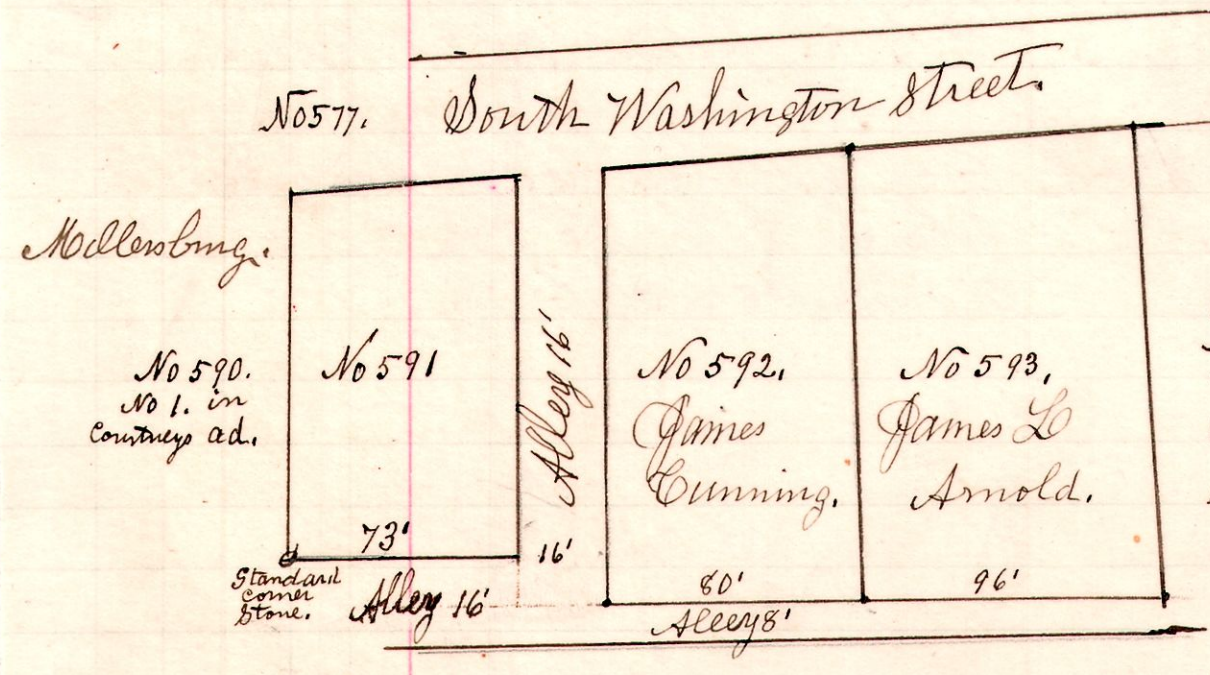 South Washington Street.
No 577.
Millersburg.
No 590.
No 1. in
Courtneys ad.
No 591
73'
Standard
corner
Stone.
Alley 16'
Alley 16'
16'
No 592.
James
Cunning.
80'
No 593.
James L
Arnold.
96'
Alley 8'